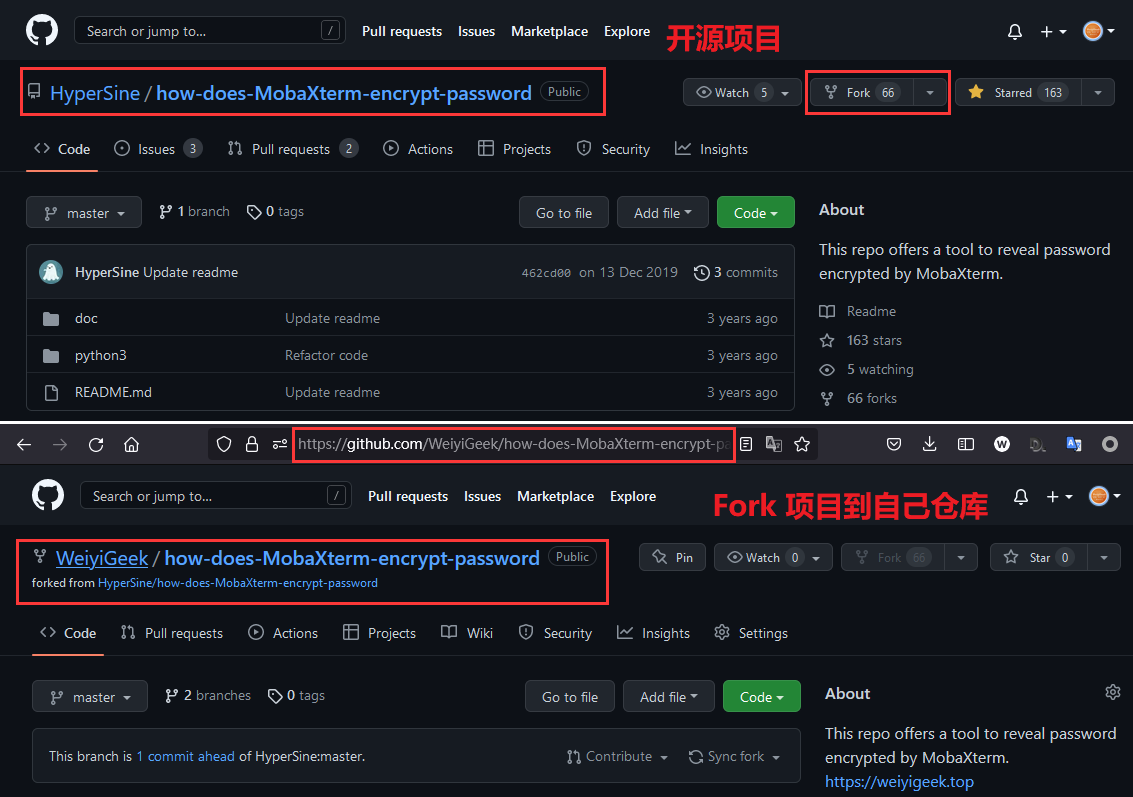 Search or jump to... / Pull requests Issues Marketplace Explore 开源项目
HyperSine / how-does-MobaXterm-encrypt-password Public Watch 5 Fork 66 Starred 163
Code Issues 3 Pull requests 2 Actions Projects Security Insights
master 1 branch 0 tags Go to file Add file Code About
This repo offers a tool to reveal password
encrypted by MobaXterm.
HyperSine Update readme 462cd00 on 13 Dec 2019 3 commits
Readme
doc Update readme 3 years ago
163 stars
python3 Refactor code 3 years ago
5 watching
README.md Update readme 3 years ago
66 forks
https://github.com/WeiyiGeek/how-does-MobaXterm-encrypt-pa
Search or jump to... / Pull requests Issues Marketplace Explore Fork 项目到自己仓库
WeiyiGeek / how-does-MobaXterm-encrypt-password Public Pin Watch 0 Fork 66 Star 0
forked from HyperSine/how-does-MobaXterm-encrypt-password
Code Pull requests Actions Projects Wiki Security Insights Settings
master 2 branches 0 tags Go to file Add file Code About
This branch is 1 commit ahead of HyperSine:master. Contribute Sync fork
This repo offers a tool to reveal password
encrypted by MobaXterm.
https://weiyigeek.top